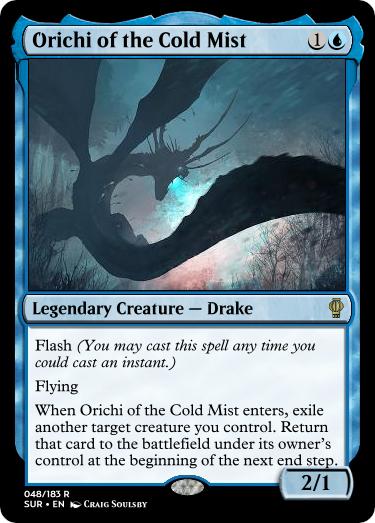 Orichi of the Cold Mist 1
Legendary Creature — Drake
Flash (You may cast this spell any time you
could cast an instant.)
Flying
When Orichi of the Cold Mist enters, exile
another target creature you control. Return
that card to the battlefield under its owner's
control at the beginning of the next end step.
2/1
048/183 R
SUR • EN Craig Soulsby